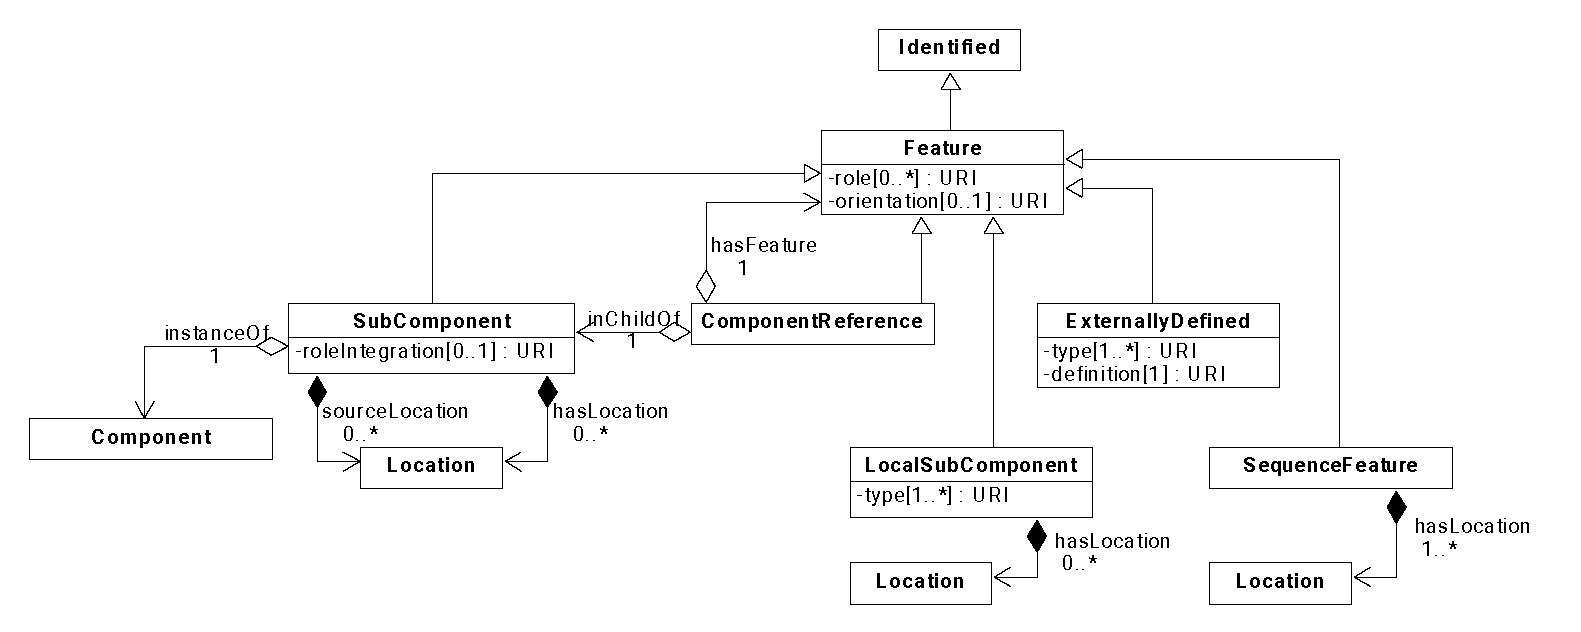 Identified
Feature
-role[0..*] : URI
-orientation[0..1] : URI
hasFeature
1
SubComponent
-roleIntegration[0..1] : URI
instanceOf
1
inChildOf
1
ComponentReference
ExternallyDefined
-type[1..*] : URI
-definition[1] : URI
Component
sourceLocation
0..*
hasLocation
0..*
Location
LocalSubComponent
-type[1..*] : URI
hasLocation
0..*
Location
SequenceFeature
hasLocation
1..*
Location